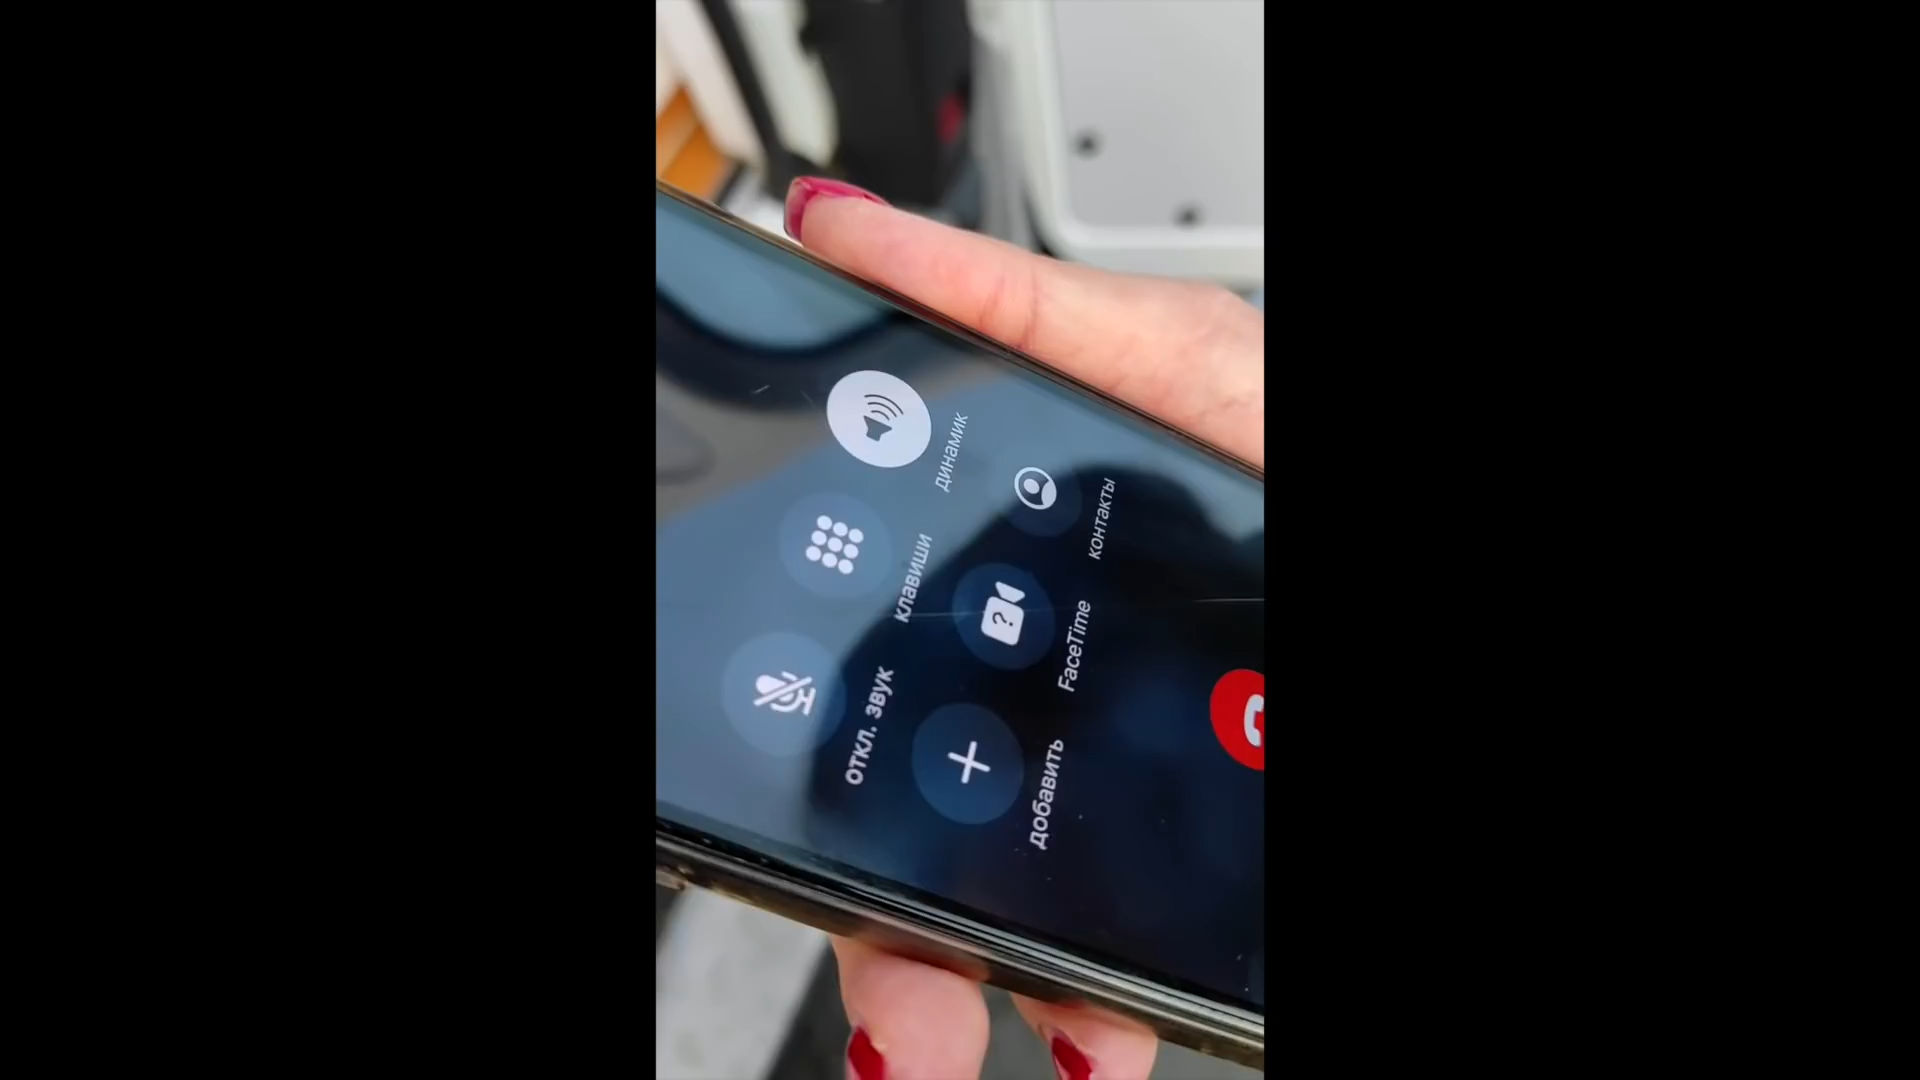 откл. звук
клавиши
динамик
добавить
FaceTime
контакты